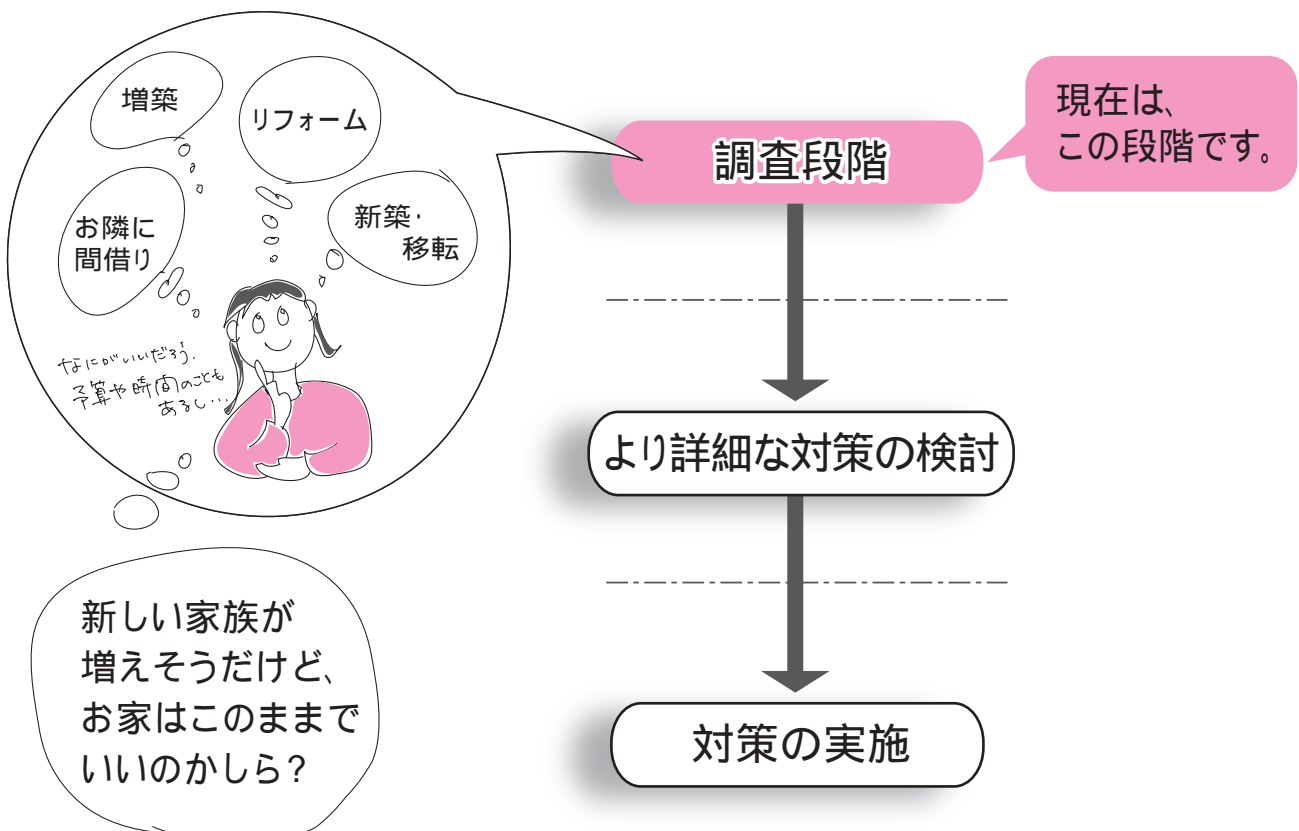 増築
リフォーム
お隣に
間借り
新築・
移転
なにがいいだろう.
予算や時間のことも
あるし...
新しい家族が
増えそうだけど、
お家はこのままで
いいのかしら？
調査段階
現在は、
この段階です。
より詳細な対策の検討
対策の実施